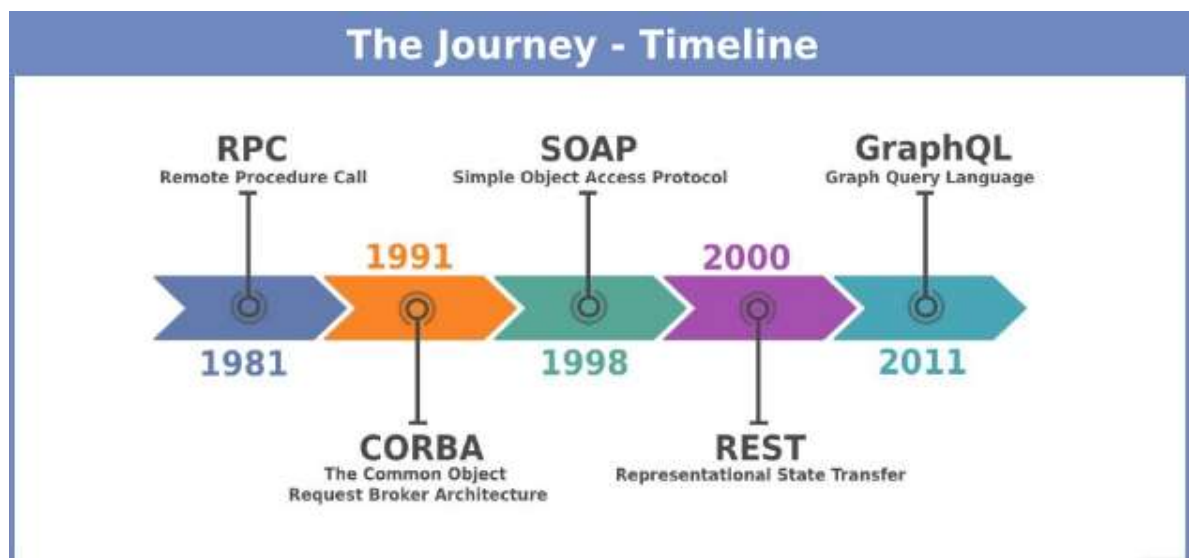 The Journey - Timeline
RPC
Remote Procedure Call
1981
1991
CORBA
The Common Object
Request Broker Architecture
SOAP
Simple Object Access Protocol
1998
2000
REST
Representational State Transfer
GraphQL
Graph Query Language
2011